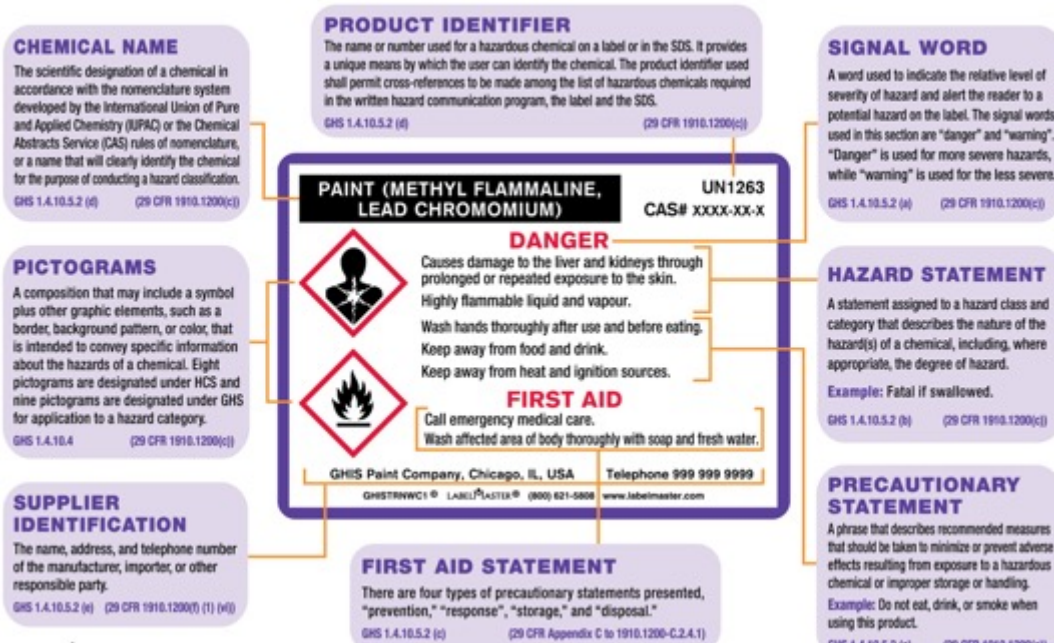 PRODUCT IDENTIFIER
The name or number used for a hazardous chemical on a label or in the SDS. It provides
a unique means by which the user can identify the chemical. The product identifier used
shall permit cross-references to be made among the list of hazardous chemicals required
in the written hazard communication program, the label and the SDS.
GHS 1.4.10.5.2 (d) (29 CFR 1910.1200(c))
CHEMICAL NAME
The scientific designation of a chemical in
accordance with the nomenclature system
developed by the International Union of Pure
and Applied Chemistry (IUPAC) or the Chemical
Abstracts Service (CAS) rules of nomenclature,
or a name that will clearly identify the chemical
for the purpose of conducting a hazard classification.
GHS 1.4.10.5.2 (d) (29 CFR 1910.1200(c))
SIGNAL WORD
A word used to indicate the relative level of
severity of hazard and alert the reader to a
potential hazard on the label. The signal words
used in this section are “danger” and “warning”.
“Danger” is used for more severe hazards,
while “warning” is used for the less severe.
GHS 1.4.10.5.2 (a) (29 CFR 1910.1200(c))
PAINT (METHYL FLAMMALINE,
LEAD CHROMOMIUM)
UN1263
CAS# XXXX-XX-X
DANGER
Causes damage to the liver and kidneys through
prolonged or repeated exposure to the skin.
Highly flammable liquid and vapour.
Wash hands thoroughly after use and before eating.
Keep away from food and drink.
Keep away from heat and ignition sources.
FIRST AID
Call emergency medical care.
Wash affected area of body thoroughly with soap and fresh water.
GHIS Paint Company, Chicago, IL, USA Telephone 999 999 9999
GHISTRNWC1 ® LABELMASTER ® (800) 621-5808 www.labelmaster.com
PICTOGRAMS
A composition that may include a symbol
plus other graphic elements, such as a
border, background pattern, or color, that
is intended to convey specific information
about the hazards of a chemical. Eight
pictograms are designated under HCS and
nine pictograms are designated under GHS
for application to a hazard category.
GHS 1.4.10.4 (29 CFR 1910.1200(c))
HAZARD STATEMENT
A statement assigned to a hazard class and
category that describes the nature of the
hazard(s) of a chemical, including, where
appropriate, the degree of hazard.
Example: Fatal if swallowed.
GHS 1.4.10.5.2 (b) (29 CFR 1910.1200(c))
SUPPLIER
IDENTIFICATION
The name, address, and telephone number
of the manufacturer, importer, or other
responsible party.
GHS 1.4.10.5.2 (e) (29 CFR 1910.1200(f) (1) (vi))
FIRST AID STATEMENT
There are four types of precautionary statements presented,
“prevention,” “response”, “storage,” and “disposal.”
GHS 1.4.10.5.2 (c) (29 CFR Appendix C to 1910.1200-C.2.4.1)
PRECAUTIONARY
STATEMENT
A phrase that describes recommended measures
that should be taken to minimize or prevent adverse
effects resulting from exposure to a hazardous
chemical or improper storage or handling.
Example: Do not eat, drink, or smoke when
using this product.